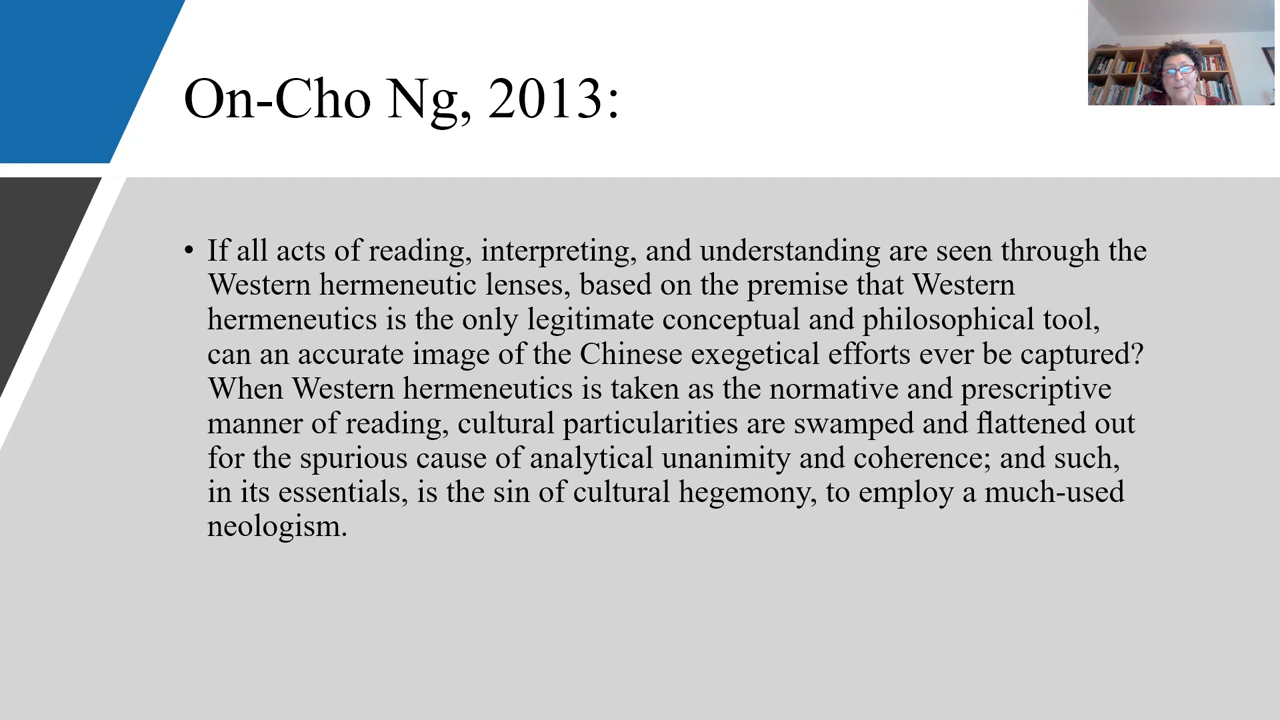 On-Cho Ng, 2013:
• If all acts of reading, interpreting, and understanding are seen through the
Western hermeneutic lenses, based on the premise that Western
hermeneutics is the only legitimate conceptual and philosophical tool,
can an accurate image of the Chinese exegetical efforts ever be captured?
When Western hermeneutics is taken as the normative and prescriptive
manner of reading, cultural particularities are swamped and flattened out
for the spurious cause of analytical unanimity and coherence; and such,
in its essentials, is the sin of cultural hegemony, to employ a much-used
neologism.